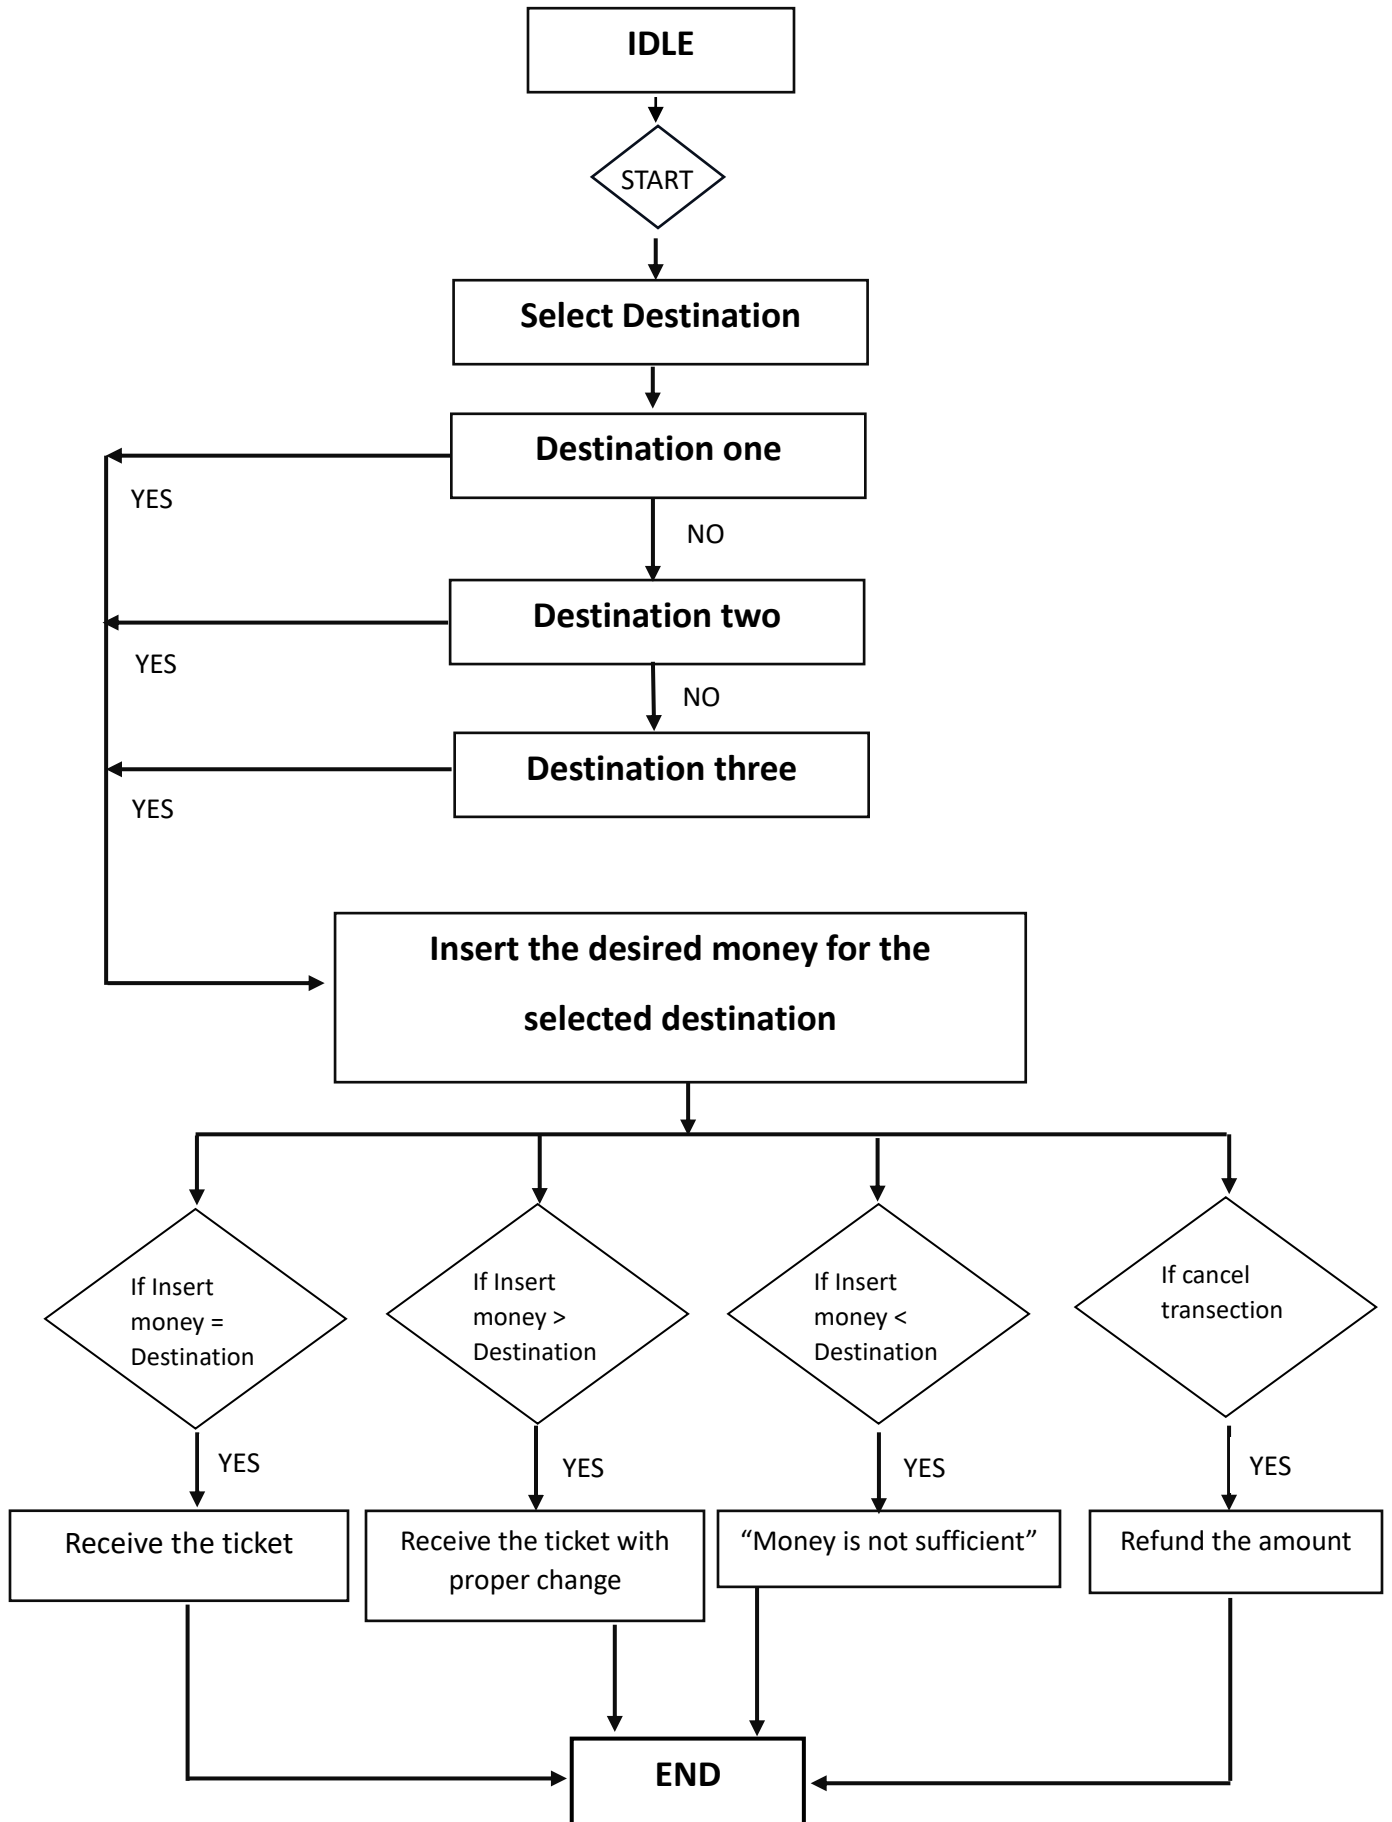 IDLE
START
Select Destination
Destination one
YES
NO
Destination two
YES
NO
Destination three
YES
Insert the desired money for the
selected destination
If Insert
money =
Destination
If Insert
money >
Destination
If Insert
money <
Destination
If cancel
transection
YES
YES
YES
YES
Receive the ticket
Receive the ticket with
proper change
“Money is not sufficient”
Refund the amount
END